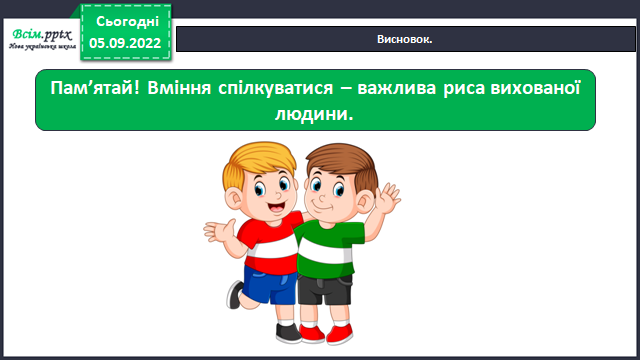 Всім.pptx
Нова українська школа
Сьогодні
05.09.2022
Висновок.
Пам’ятай! Вміння спілкуватися – важлива риса вихованої
людини.